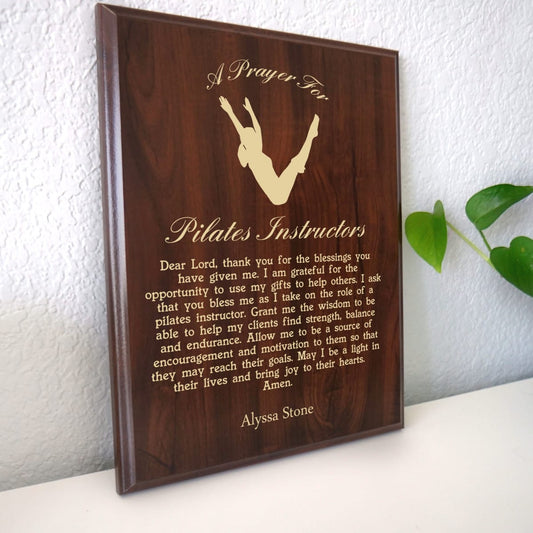 A Prayer For
Pilates Instructors
Dear Lord, thank you for the blessings you
have given me. I am grateful for the
opportunity to use my gifts to help others. I ask
that you bless me as I take on the role of a
pilates instructor. Grant me the wisdom to be
able to help my clients find strength, balance
and endurance. Allow me to be a source of
encouragement and motivation to them so that
they may reach their goals. May I be a light in
their lives and bring joy to their hearts.
Amen.
Alyssa Stone